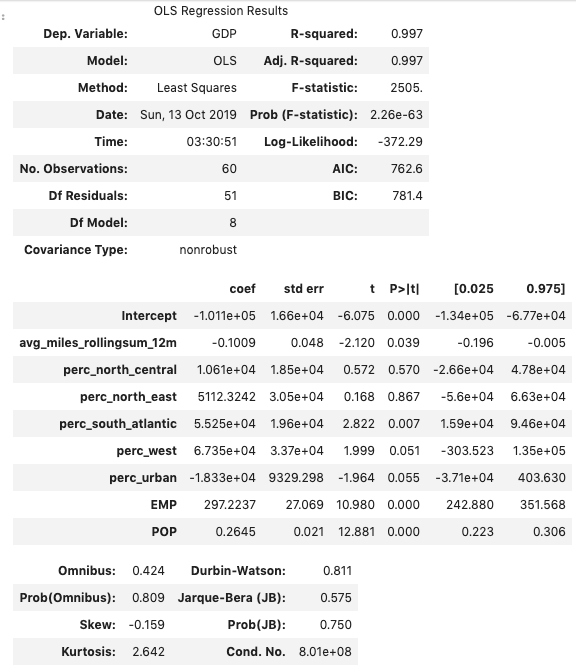 OLS Regression Results
Dep. Variable: GDP R-squared: 0.997
Model: OLS Adj. R-squared: 0.997
Method: Least Squares F-statistic: 2505.
Date: Sun, 13 Oct 2019 Prob (F-statistic): 2.26e-63
Time: 03:30:51 Log-Likelihood: -372.29
No. Observations: 60 AIC: 762.6
Df Residuals: 51 BIC: 781.4
Df Model: 8
Covariance Type: nonrobust
coef std err t P>|t| [0.025 0.975]
Intercept -1.011e+05 1.66e+04 -6.075 0.000 -1.34e+05 -6.77e+04
avg_miles_rollingsum_12m -0.1009 0.048 -2.120 0.039 -0.196 -0.005
perc_north_central 1.061e+04 1.85e+04 0.572 0.570 -2.66e+04 4.78e+04
perc_north_east 5112.3242 3.05e+04 0.168 0.867 -5.6e+04 6.63e+04
perc_south_atlantic 5.525e+04 1.96e+04 2.822 0.007 1.59e+04 9.46e+04
perc_west 6.735e+04 3.37e+04 1.999 0.051 -303.523 1.35e+05
perc_urban -1.833e+04 9329.298 -1.964 0.055 -3.71e+04 403.630
EMP 297.2237 27.069 10.980 0.000 242.880 351.568
POP 0.2645 0.021 12.881 0.000 0.223 0.306
Omnibus: 0.424 Durbin-Watson: 0.811
Prob(Omnibus): 0.809 Jarque-Bera (JB): 0.575
Skew: -0.159 Prob(JB): 0.750
Kurtosis: 2.642 Cond. No. 8.01e+08